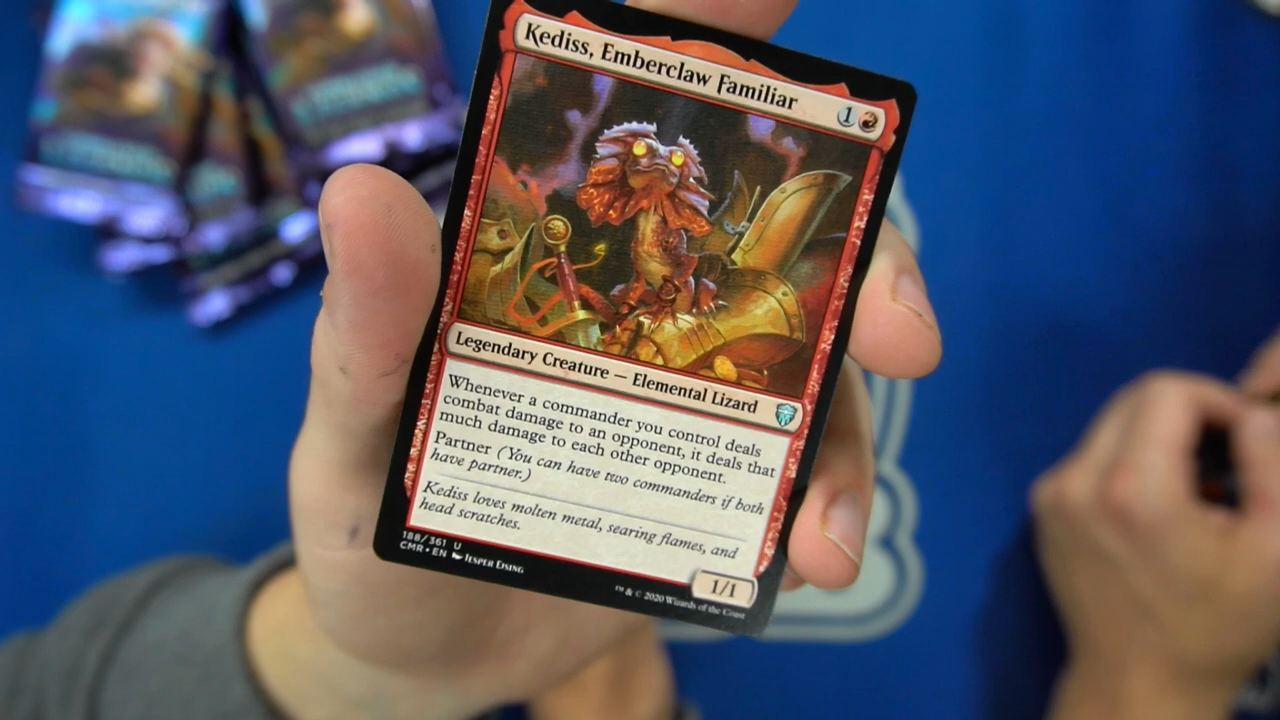 Kediss, Emberclaw Familiar
1
Legendary Creature — Elemental Lizard
Whenever a commander you control deals
combat damage to an opponent, it deals that
much damage to each other opponent.
Partner (You can have two commanders if both
have partner.)
Kediss loves molten metal, searing flames, and
head scratches.
1/1
188/361 U
CMR • EN Jesper Ejsing
™ & © 2020 Wizards of the Coast